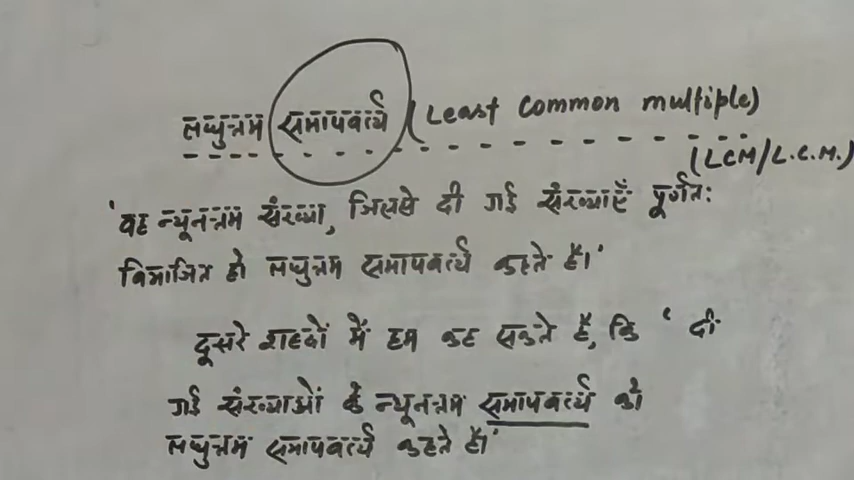 लघुत्तम समापवर्त्य (Least Common multiple)
(LCM/L.C.M.)
'वह न्यूनतम संख्या, जिससे दी गई संख्याएँ पूर्णतः
विभाजित हो लघुत्तम समापवर्त्य कहते हैं।'
दूसरे शब्दों में हम कह सकते है, कि ' दी
गई संख्याओं के न्यूनतम समापवर्त्य को
लघुत्तम समापवर्त्य कहते हैं।'